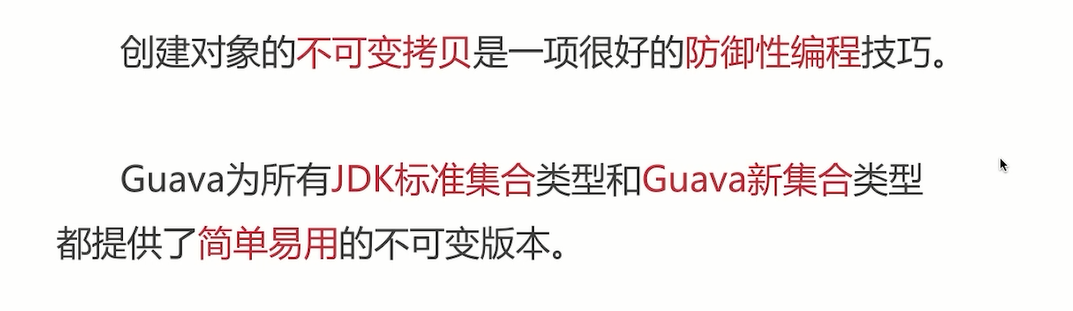 创建对象的不可变拷贝是一项很好的防御性编程技巧。
Guava为所有JDK标准集合类型和Guava新集合类型
都提供了简单易用的不可变版本。